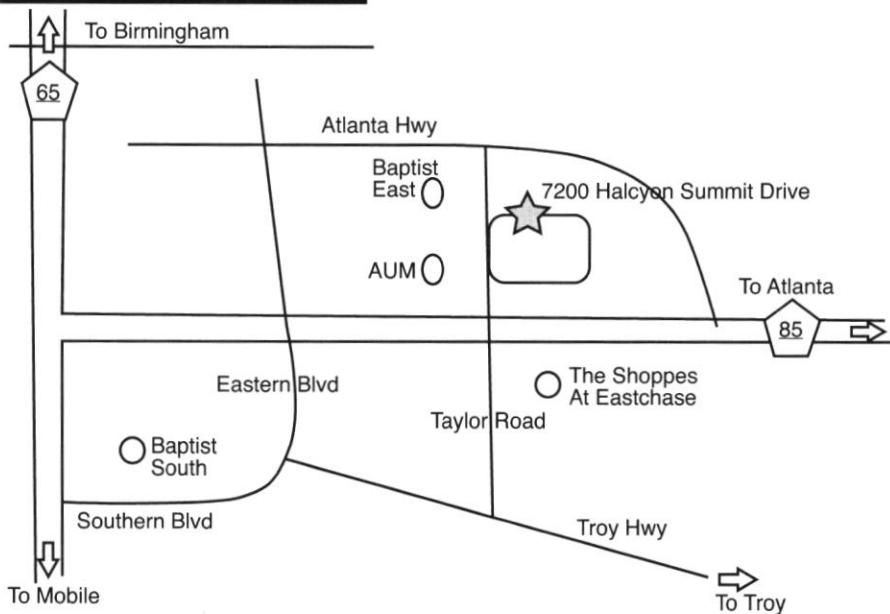 To Birmingham
65
Atlanta Hwy
Baptist
East
7200 Halcyon Summit Drive
AUM
To Atlanta
85
Eastern Blvd
The Shoppes
At Eastchase
Taylor Road
Baptist
South
Southern Blvd
Troy Hwy
To Mobile
To Troy